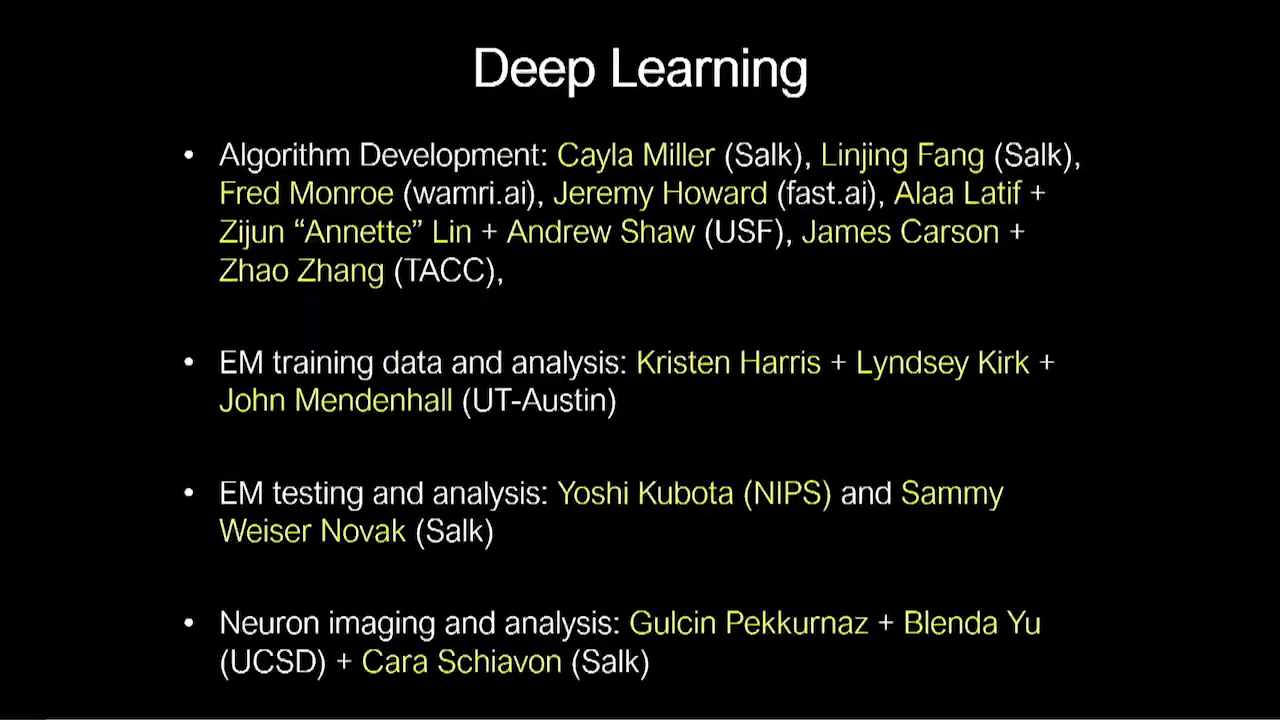 Deep Learning
• Algorithm Development: Cayla Miller (Salk), Linjing Fang (Salk),
Fred Monroe (wamri.ai), Jeremy Howard (fast.ai), Alaa Latif +
Zijun “Annette” Lin + Andrew Shaw (USF), James Carson +
Zhao Zhang (TACC),
• EM training data and analysis: Kristen Harris + Lyndsey Kirk +
John Mendenhall (UT-Austin)
• EM testing and analysis: Yoshi Kubota (NIPS) and Sammy
Weiser Novak (Salk)
• Neuron imaging and analysis: Gulcin Pekkurnaz + Blenda Yu
(UCSD) + Cara Schiavon (Salk)